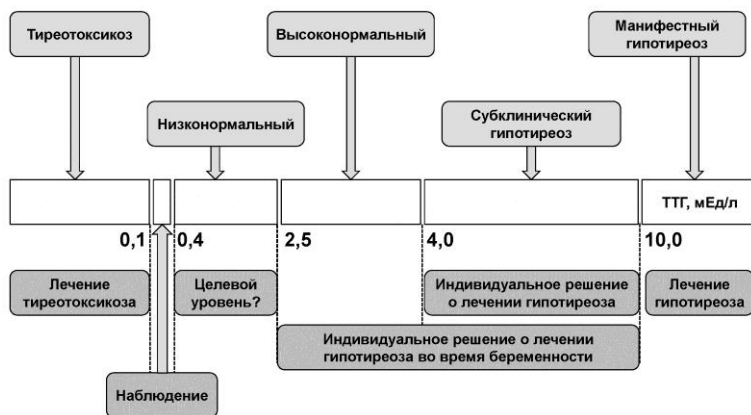 Тиреотоксикоз
Высоконормальный
Манифестный
гипотиреоз
Низконормальный
Субклинический
гипотиреоз
ТТГ, мЕд/л
0,1
0,4
2,5
4,0
10,0
Лечение
тиреотоксикоза
Целевой
уровень?
Индивидуальное решение
о лечении гипотиреоза
Лечение
гипотиреоза
Индивидуальное решение о лечении
гипотиреоза во время беременности
Наблюдение